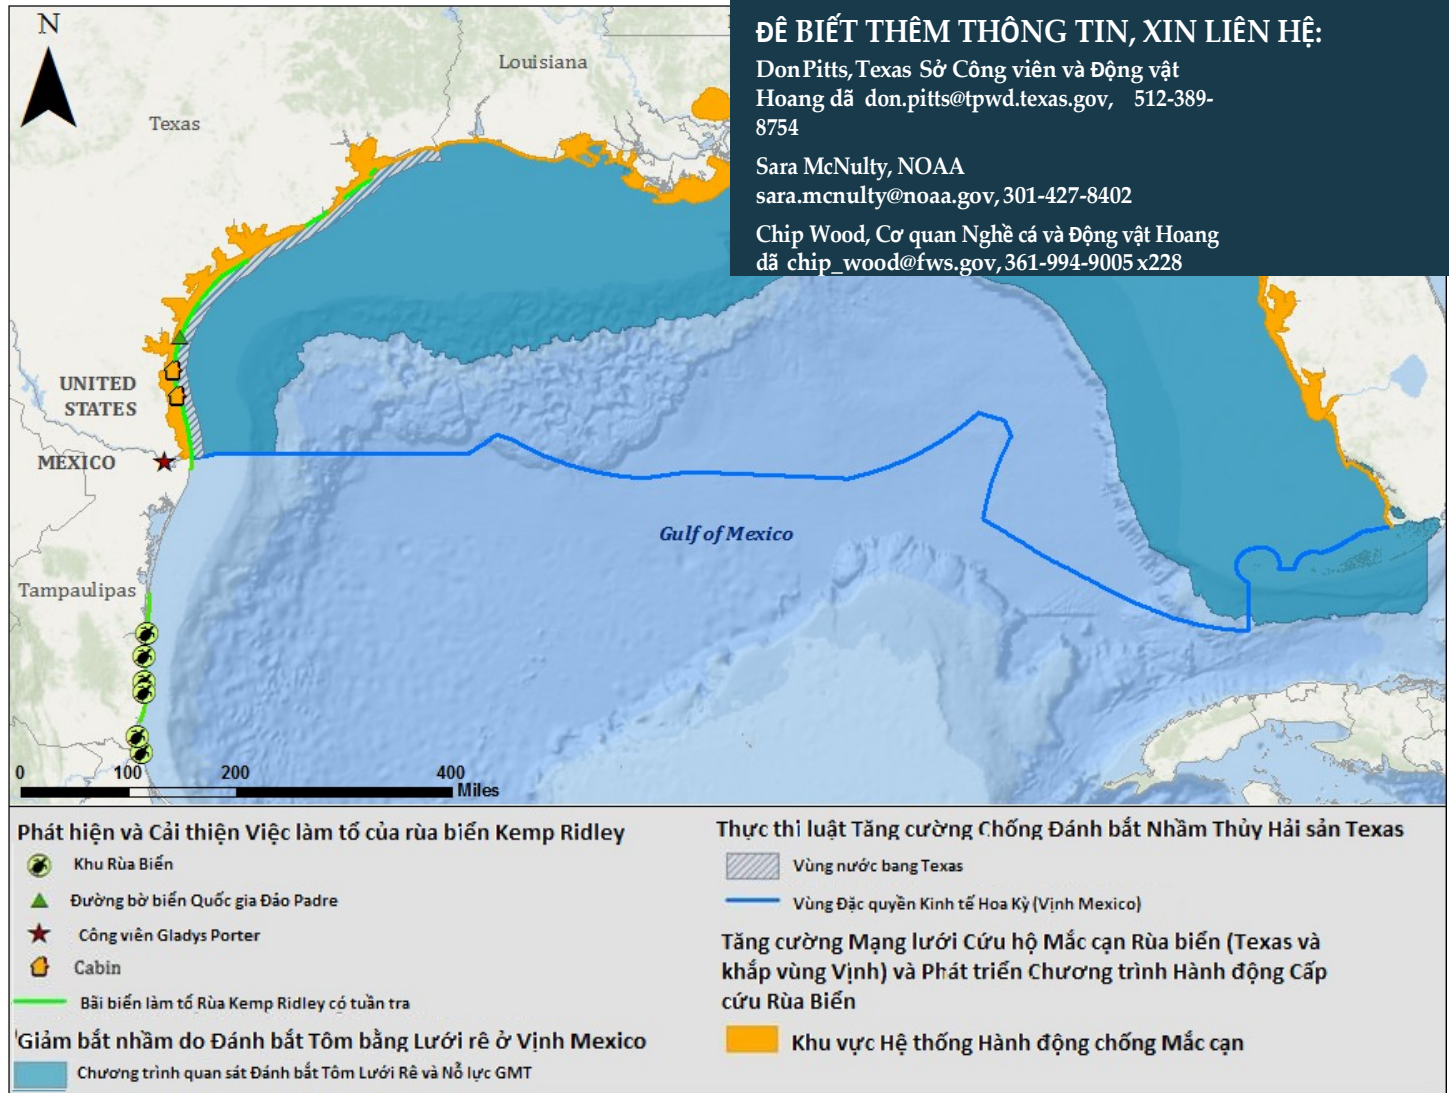 N
Louisiana
Texas
ĐÊ BIẾT THÊM THÔNG TIN, XIN LIÊN HỆ:
Don Pitts, Texas Sở Công viên và Động vật
Hoang dã don.pitts@tpwd.texas.gov, 512-389-
8754
Sara McNulty, NOAA
sara.mcnulty@noaa.gov, 301-427-8402
Chip Wood, Cơ quan Nghề cá và Động vật Hoang
dã chip_wood@fws.gov, 361-994-9005 x228
UNITED
STATES
MEXICO
Gulf of Mexico
Tampaulipas
0 100 200 400
Miles
Phát hiện và Cải thiện Việc làm tổ của rùa biển Kemp Ridley
Khu Rùa Biển
Đường bờ biển Quốc gia Đảo Padre
Công viên Gladys Porter
Cabin
Bãi biển làm tổ Rùa Kemp Ridley có tuần tra
Giảm bắt nhầm do Đánh bắt Tôm bằng Lưới rê ở Vịnh Mexico
Chương trình quan sát Đánh bắt Tôm Lưới Rê và Nỗ lực GMT
Thực thi luật Tăng cường Chống Đánh bắt Nhầm Thủy Hải sản Texas
Vùng nước bang Texas
Vùng Đặc quyền Kinh tế Hoa Kỳ (Vịnh Mexico)
Tăng cường Mạng lưới Cứu hộ Mắc cạn Rùa biển (Texas và
khắp vùng Vịnh) và Phát triển Chương trình Hành động Cấp
cứu Rùa Biển
Khu vực Hệ thống Hành động chống Mắc cạn